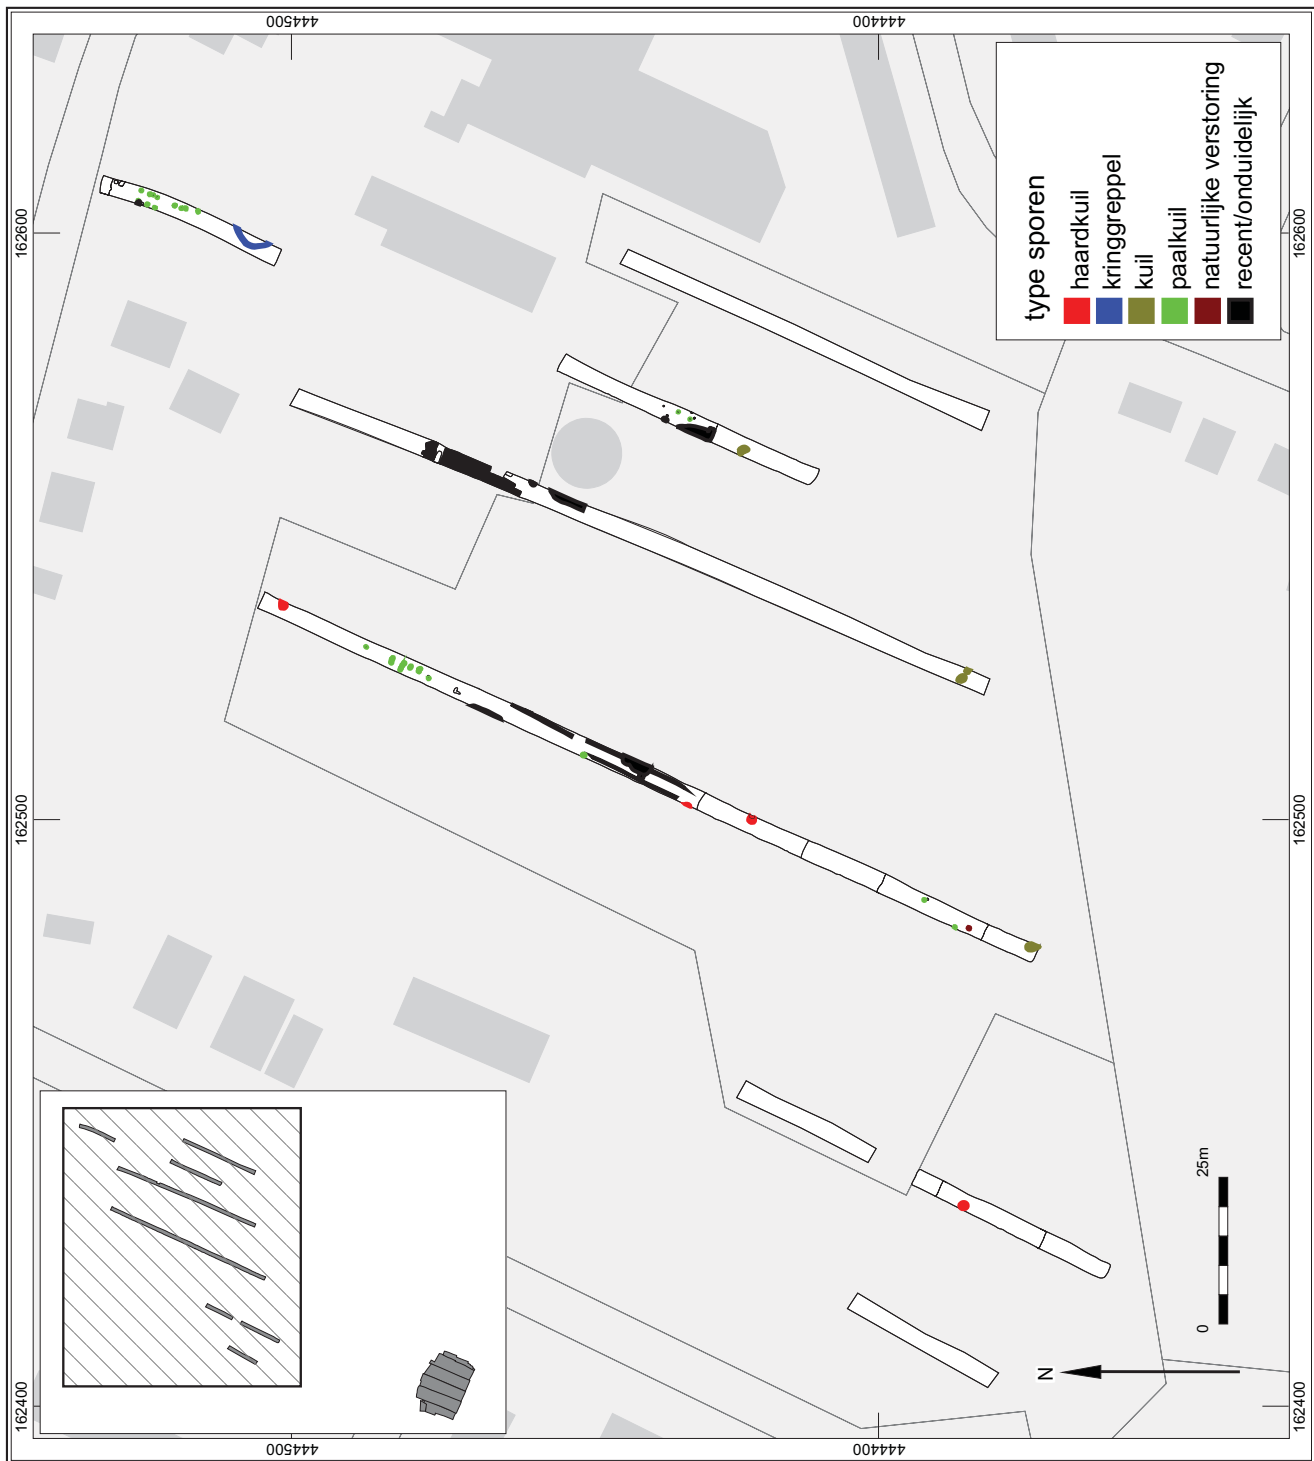 444500
444400
162600
162600
type sporen
haardkuil
kringgreppel
kuil
paalkuil
natuurlijke verstoring
recent/onduidelijk
162500
162500
0
25m
N
162400
162400
444500
444400